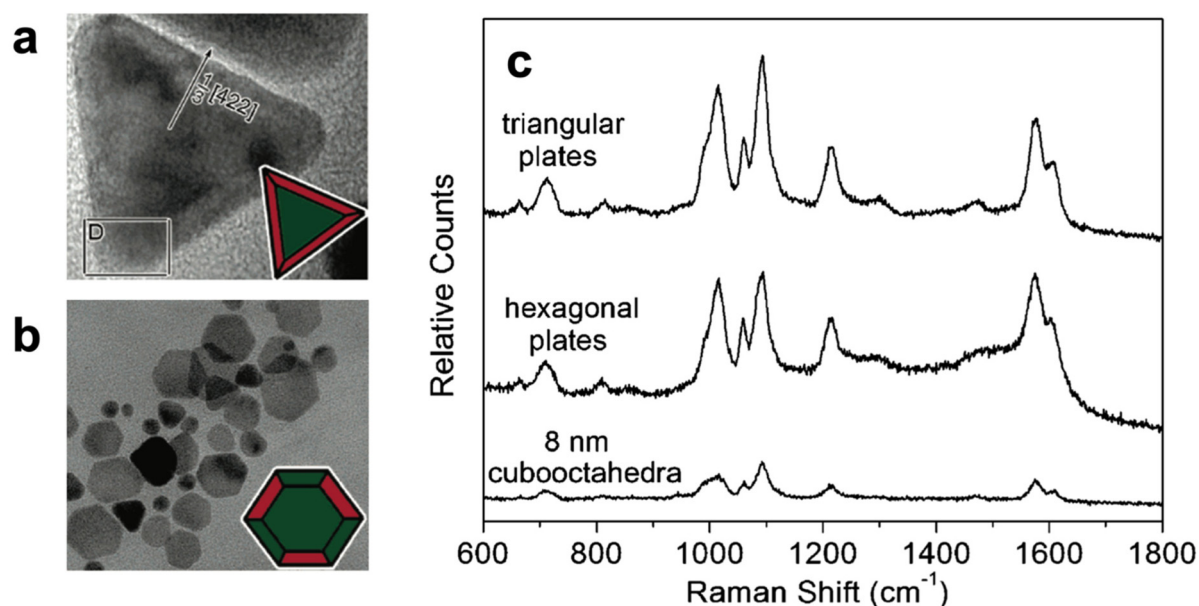 a
1/3 [422]
D
b
c
triangular
plates
hexagonal
plates
8 nm
cubooctahedra
Relative Counts
600 800 1000 1200 1400 1600 1800
Raman Shift (cm⁻¹)